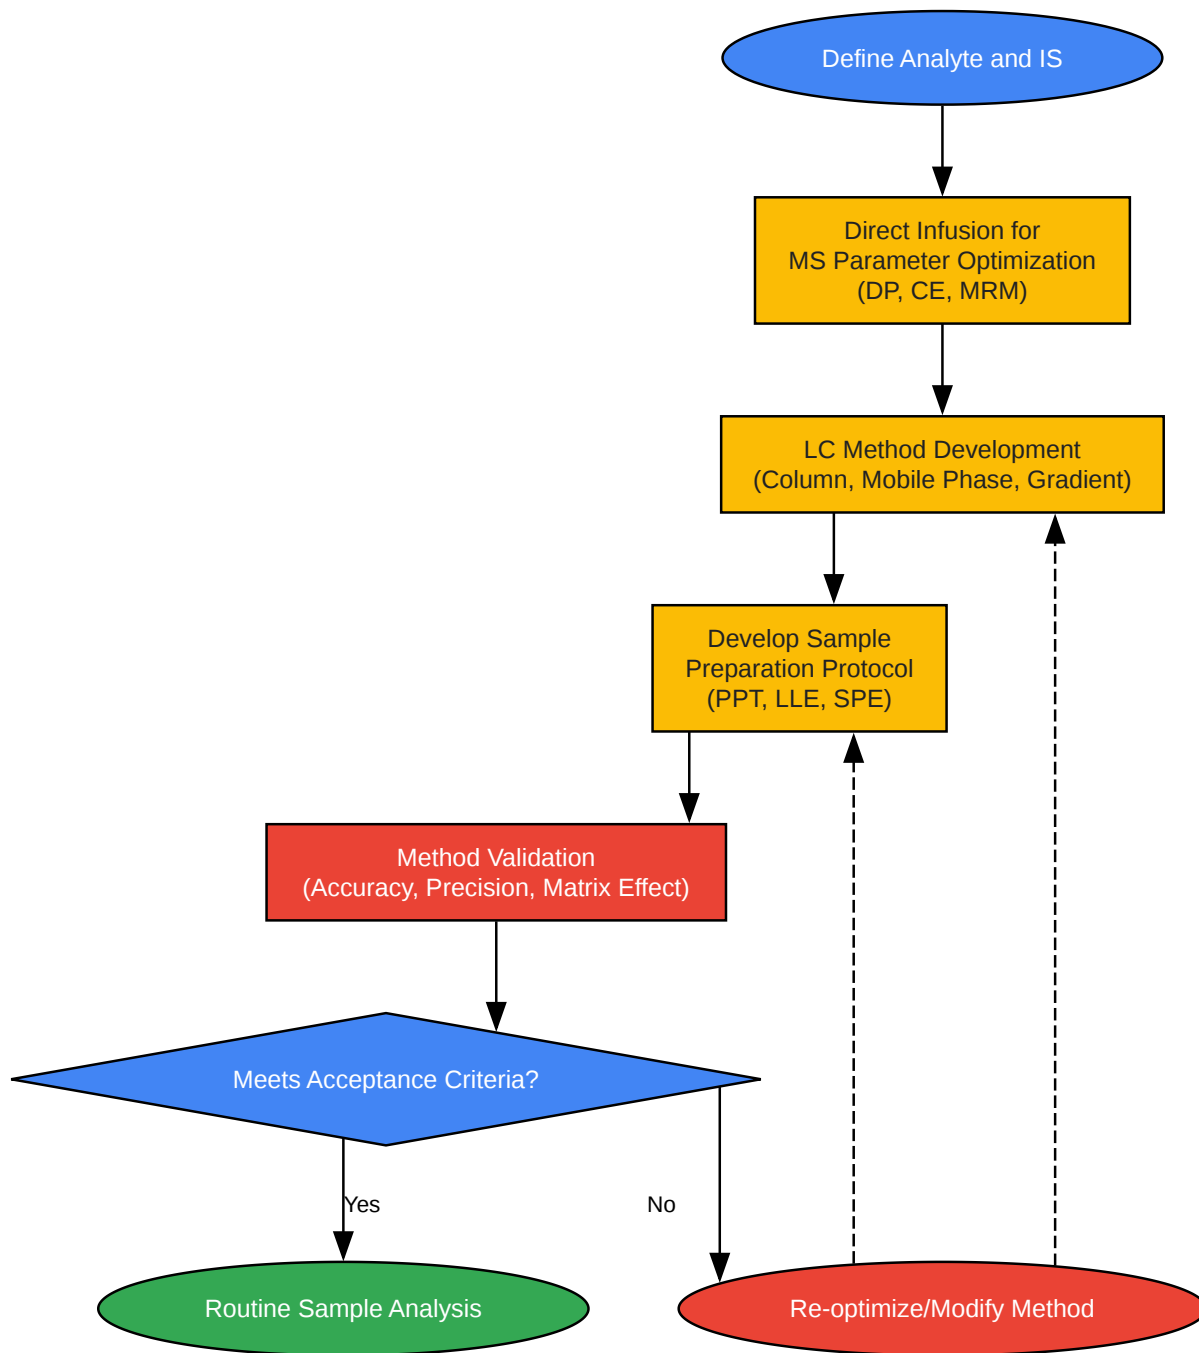 Define Analyte and IS
Direct Infusion for
MS Parameter Optimization
(DP, CE, MRM)
LC Method Development
(Column, Mobile Phase, Gradient)
Develop Sample
Preparation Protocol
(PPT, LLE, SPE)
Method Validation
(Accuracy, Precision, Matrix Effect)
Meets Acceptance Criteria?
Yes
No
Routine Sample Analysis
Re-optimize/Modify Method